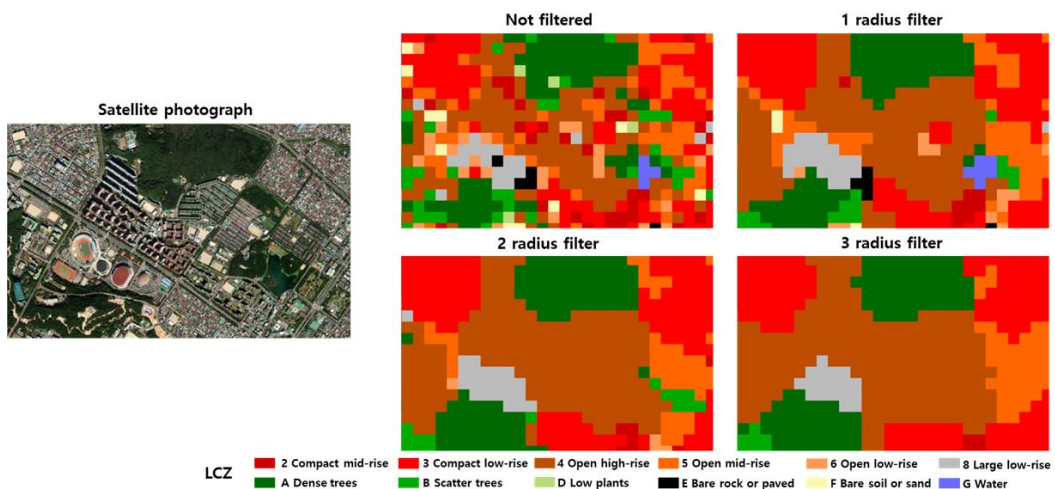 Not filtered
1 radius filter
Satellite photograph
2 radius filter
3 radius filter
LCZ
2 Compact mid-rise
3 Compact low-rise
4 Open high-rise
5 Open mid-rise
6 Open low-rise
8 Large low-rise
A Dense trees
B Scatter trees
D Low plants
E Bare rock or paved
F Bare soil or sand
G Water